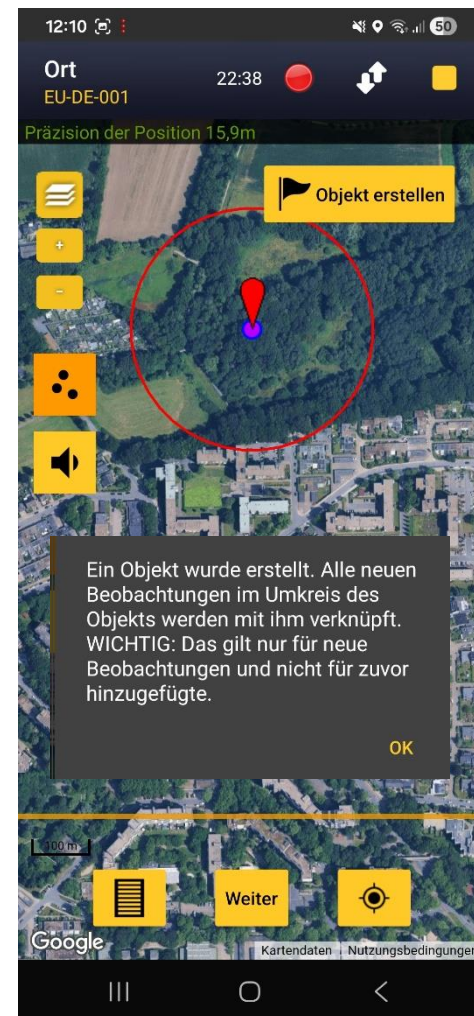 12:10
50
Ort
22:38
EU-DE-001
Präzision der Position 15,9m
Objekt erstellen
+
-
Ein Objekt wurde erstellt. Alle neuen
Beobachtungen im Umkreis des
Objekts werden mit ihm verknüpft.
WICHTIG: Das gilt nur für neue
Beobachtungen und nicht für zuvor
hinzugefügte.
OK
100 m
Weiter
Google
Kartendaten
Nutzungsbedingungen